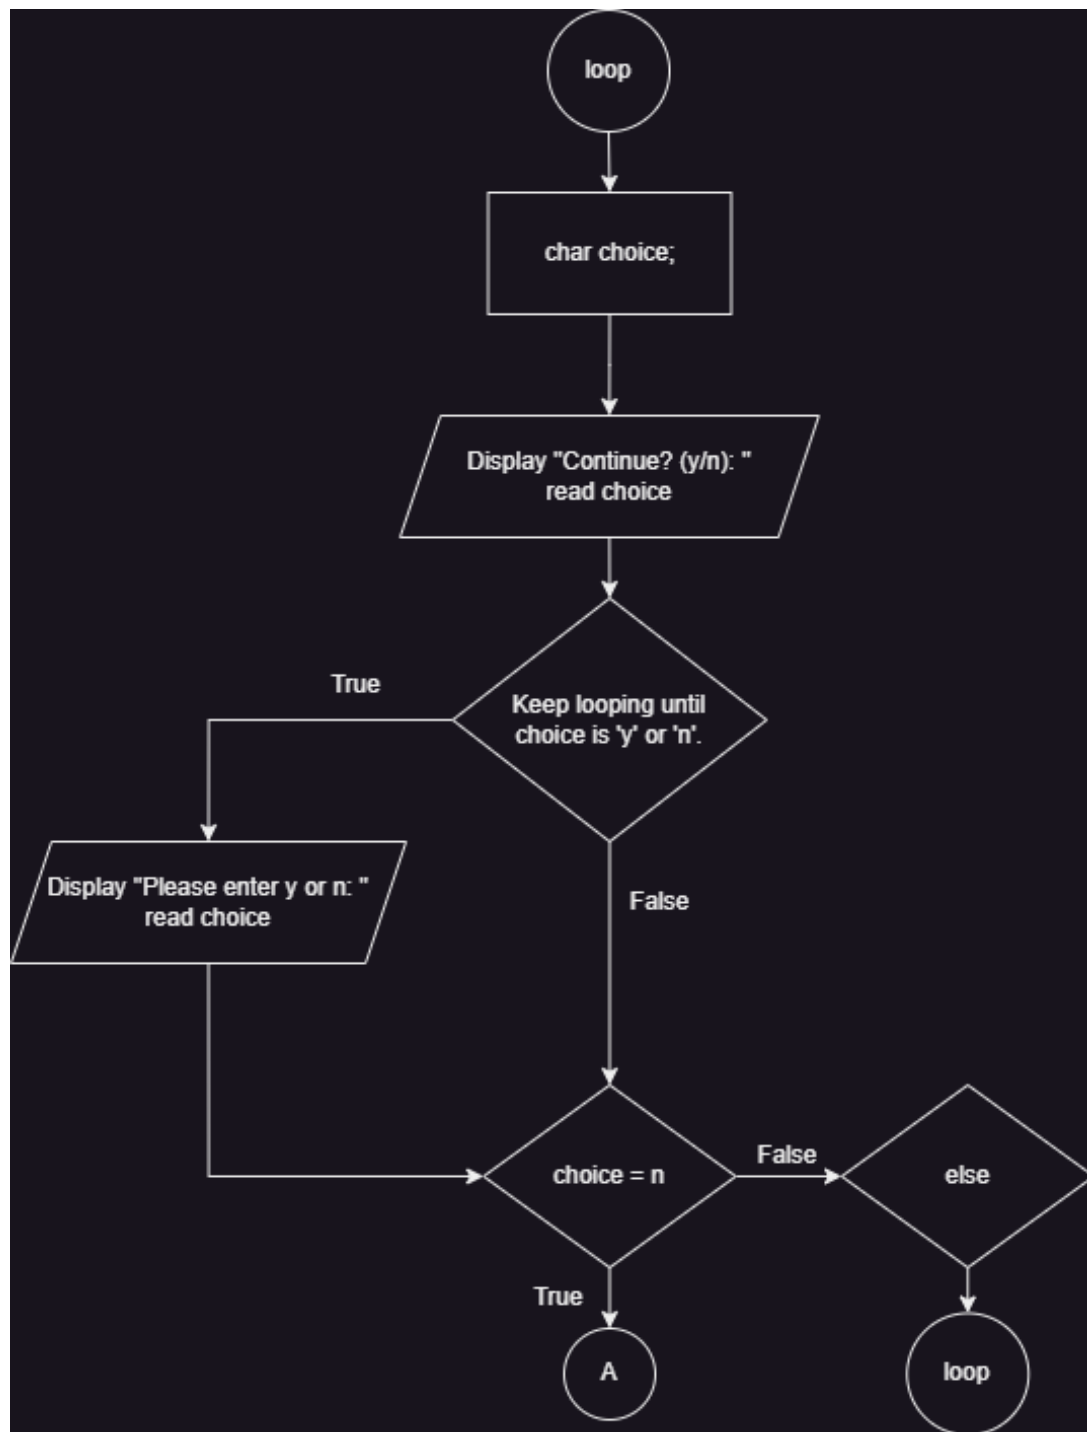 loop
char choice;
Display "Continue? (y/n): "
read choice
True
Keep looping until
choice is 'y' or 'n'.
Display "Please enter y or n: "
read choice
False
choice = n
False
else
True
A
loop